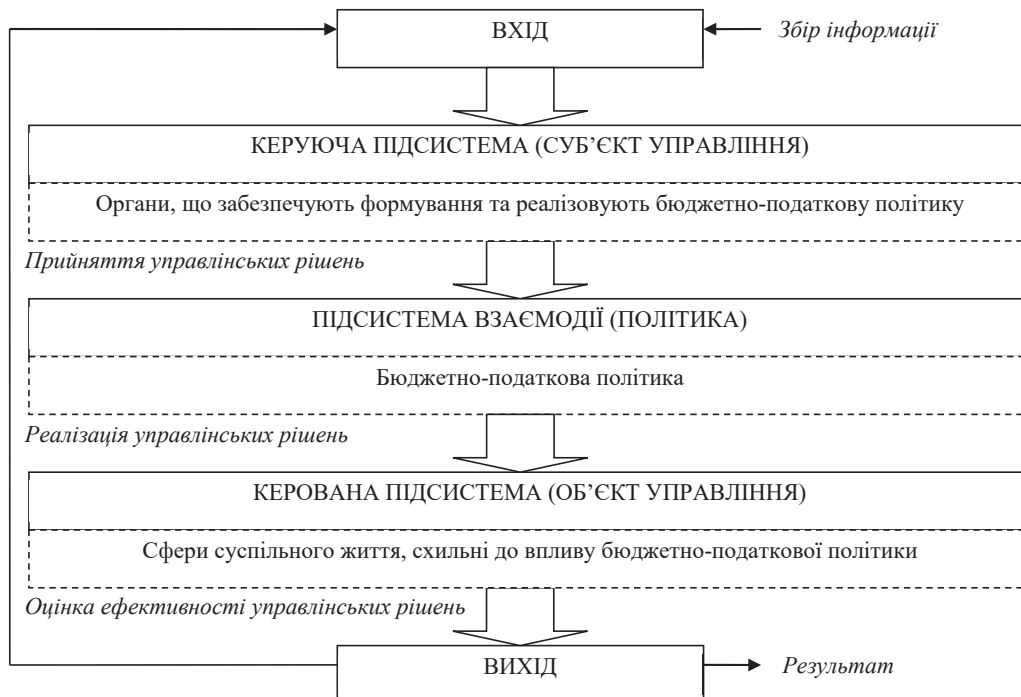 ВХІД
Збір інформації
КЕРУЮЧА ПІДСИСТЕМА (СУБ’ЄКТ УПРАВЛІННЯ)
Органи, що забезпечують формування та реалізовують бюджетно-податкову політику
Прийняття управлінських рішень
ПІДСИСТЕМА ВЗАЄМОДІЇ (ПОЛІТИКА)
Бюджетно-податкова політика
Реалізація управлінських рішень
КЕРОВАНА ПІДСИСТЕМА (ОБ’ЄКТ УПРАВЛІННЯ)
Сфери суспільного життя, схильні до впливу бюджетно-податкової політики
Оцінка ефективності управлінських рішень
ВИХІД
Результат